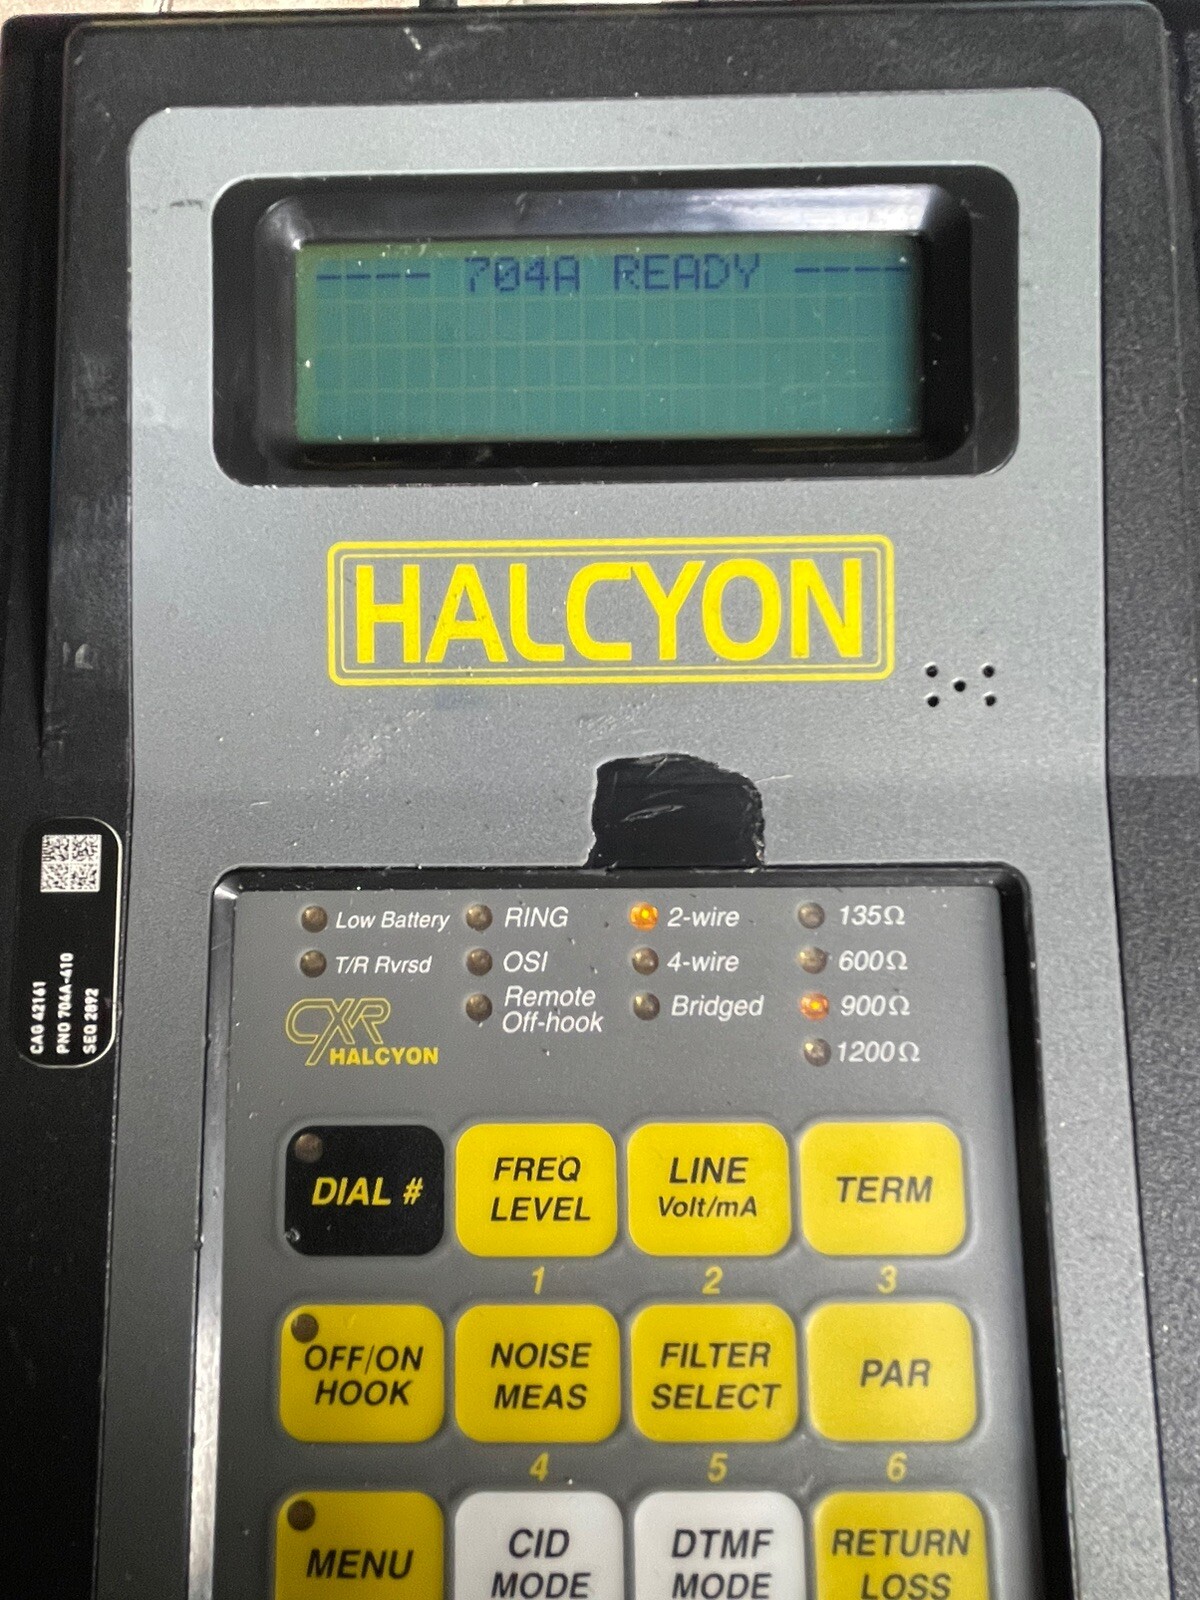 ---- 704A READY ----
HALCYON
CAG 42161
PNO 704A-410
SEQ 2892
Low Battery
RING
2-wire
135Ω
T/R Rvrsd
OSI
4-wire
600Ω
Remote
Off-hook
Bridged
900Ω
CXR
HALCYON
1200Ω
DIAL #
FREQ
LEVEL
LINE
Volt/mA
TERM
1
2
3
OFF/ON
HOOK
NOISE
MEAS
FILTER
SELECT
PAR
4
5
6
MENU
CID
MODE
DTMF
MODE
RETURN
LOSS